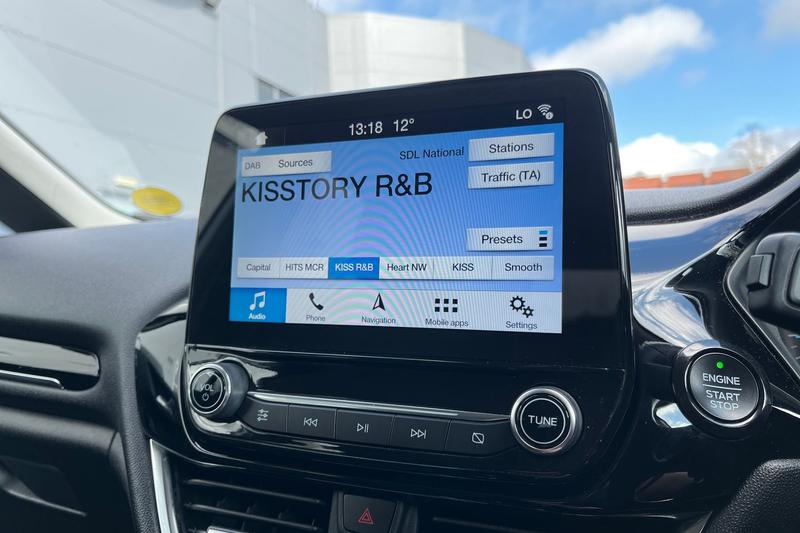 13:18 12° LO
DAB Sources SDL National Stations
KISSTORY R&B
Traffic (TA)
Presets
Capital HITS MCR KISS R&B Heart NW KISS Smooth
Audio Phone Navigation Mobile apps Settings
VOL
TUNE
ENGINE
START
STOP